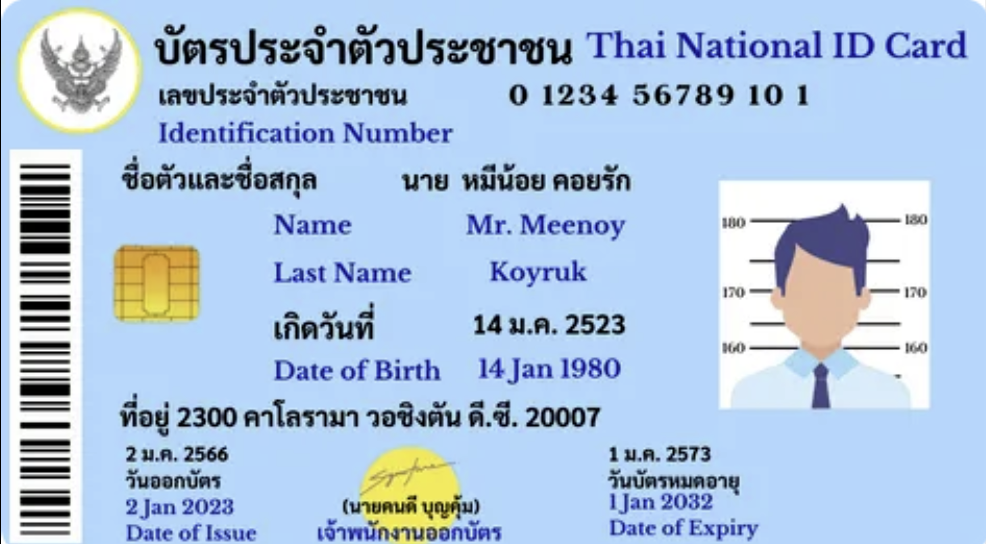 บัตรประจำตัวประชาชน Thai National ID Card
เลขประจำตัวประชาชน 0 1234 56789 10 1
Identification Number
ชื่อตัวและชื่อสกุล นาย หมีน้อย คอยรัก
Name Mr. Meenoy
Last Name Koyruk
เกิดวันที่ 14 ม.ค. 2523
Date of Birth 14 Jan 1980
180 180
170 170
160 160
ที่อยู่ 2300 คาโลรามา วอชิงตัน ดี.ซี. 20007
2 ม.ค. 2566 1 ม.ค. 2573
วันออกบัตร วันบัตรหมดอายุ
2 Jan 2023 Signature 1 Jan 2032
(นายคนดี บุญคุ้ม)
Date of Issue เจ้าพนักงานออกบัตร Date of Expiry